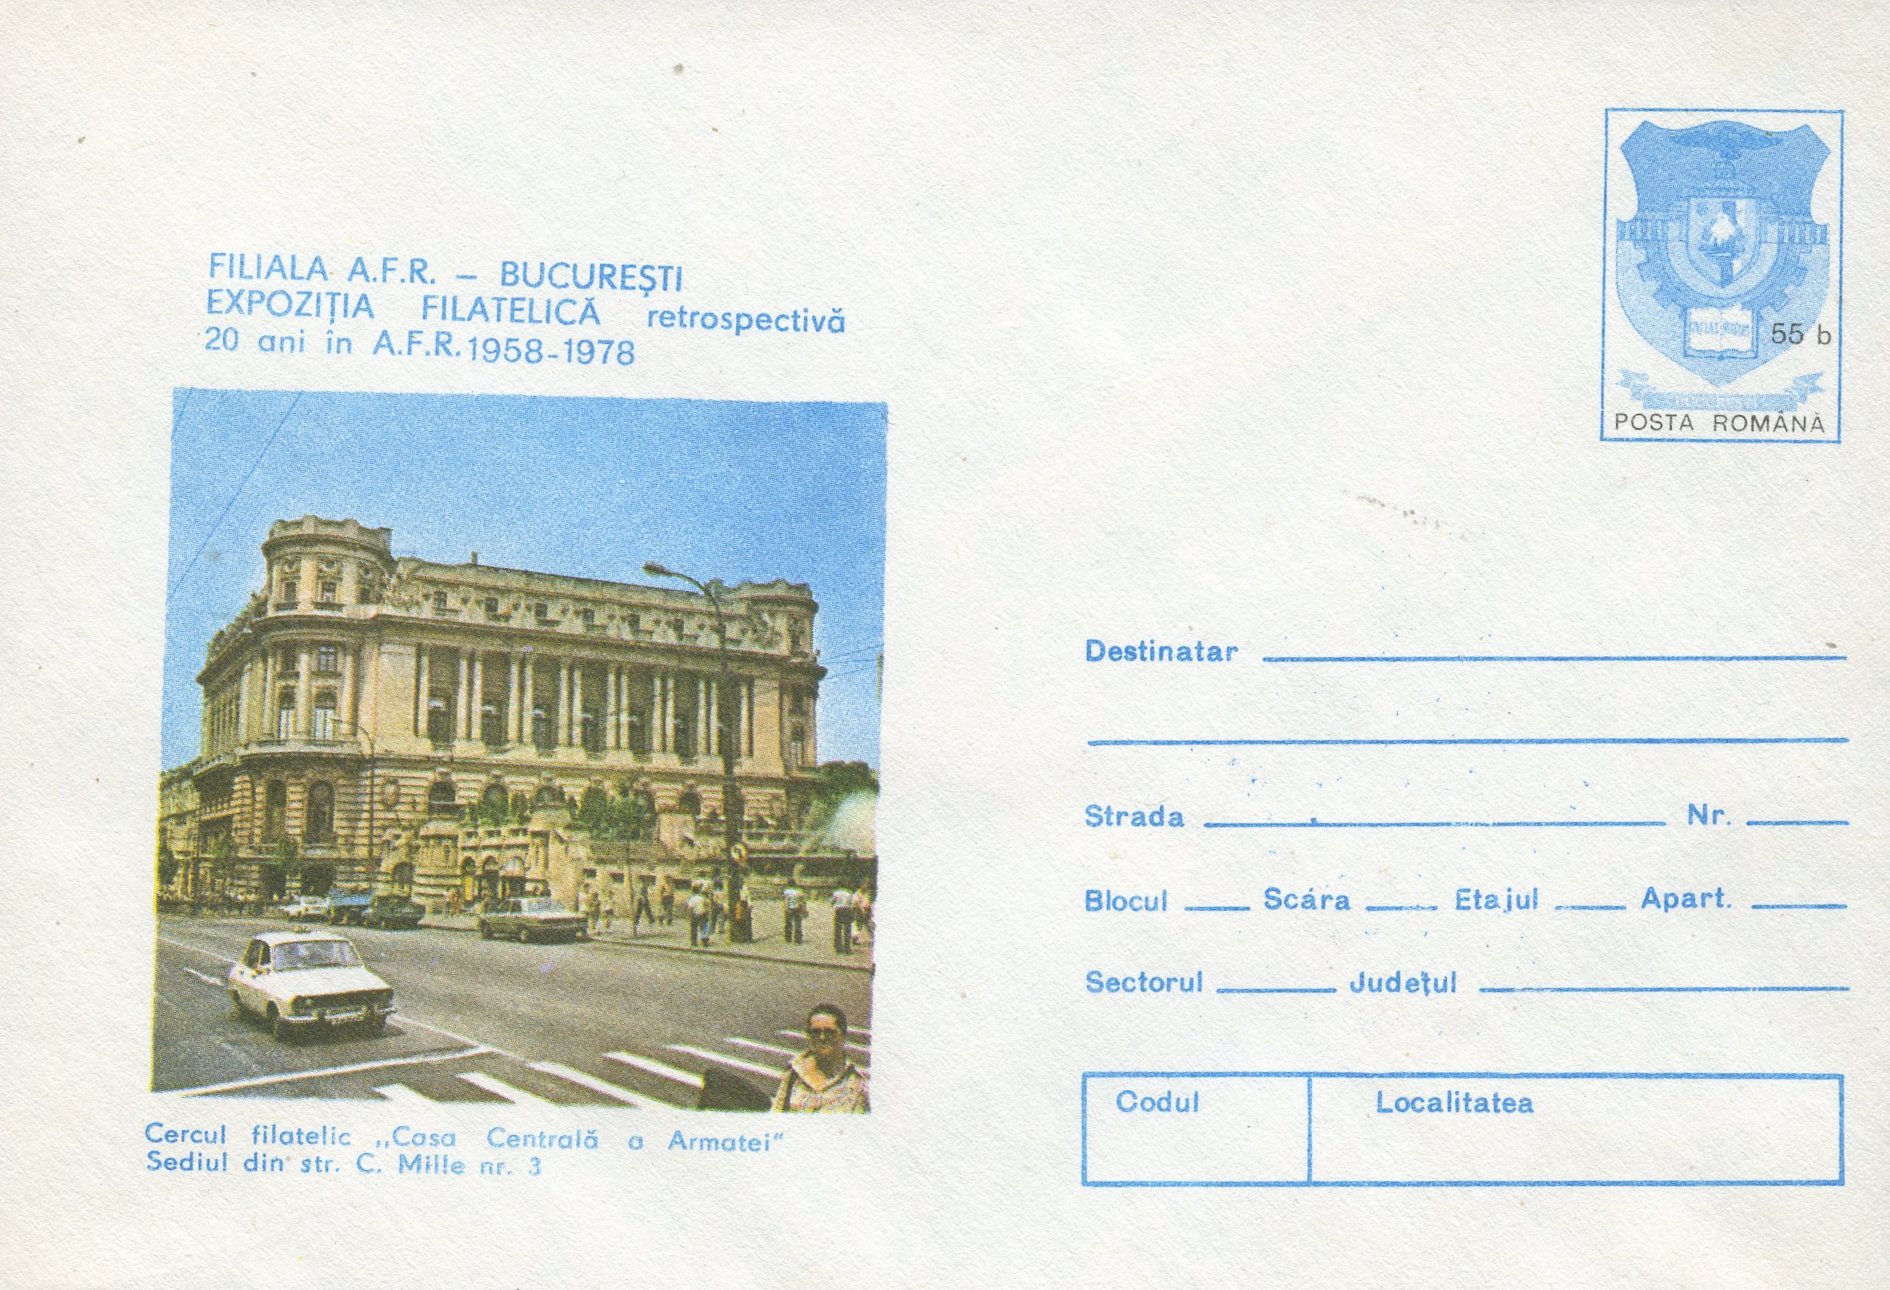 FILIALA A.F.R. – BUCUREȘTI
EXPOZIȚIA FILATELICĂ retrospectivă
20 ani în A.F.R. 1958-1978
55 b
POSTA ROMÂNĂ
Destinatar
Strada Nr.
Blocul Scára Etajul Apart.
Sectorul Județul
Codul Localitatea
Cercul filatelic „Casa Centrală a Armatei“
Sediul din str. C. Mille nr. 3